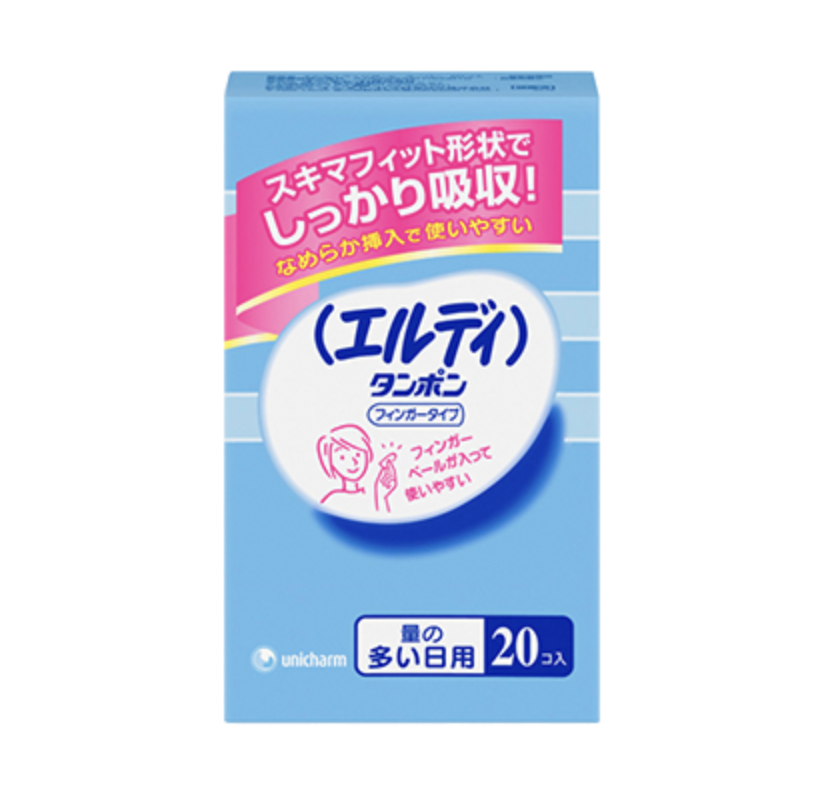 スキマフィット形状で
しっかり吸収!
なめらか挿入で使いやすい
(エルディ)
タンポン
フィンガータイプ
フィンガー
ベールが入って
使いやすい
unicharm
量の
多い日用
20コ入